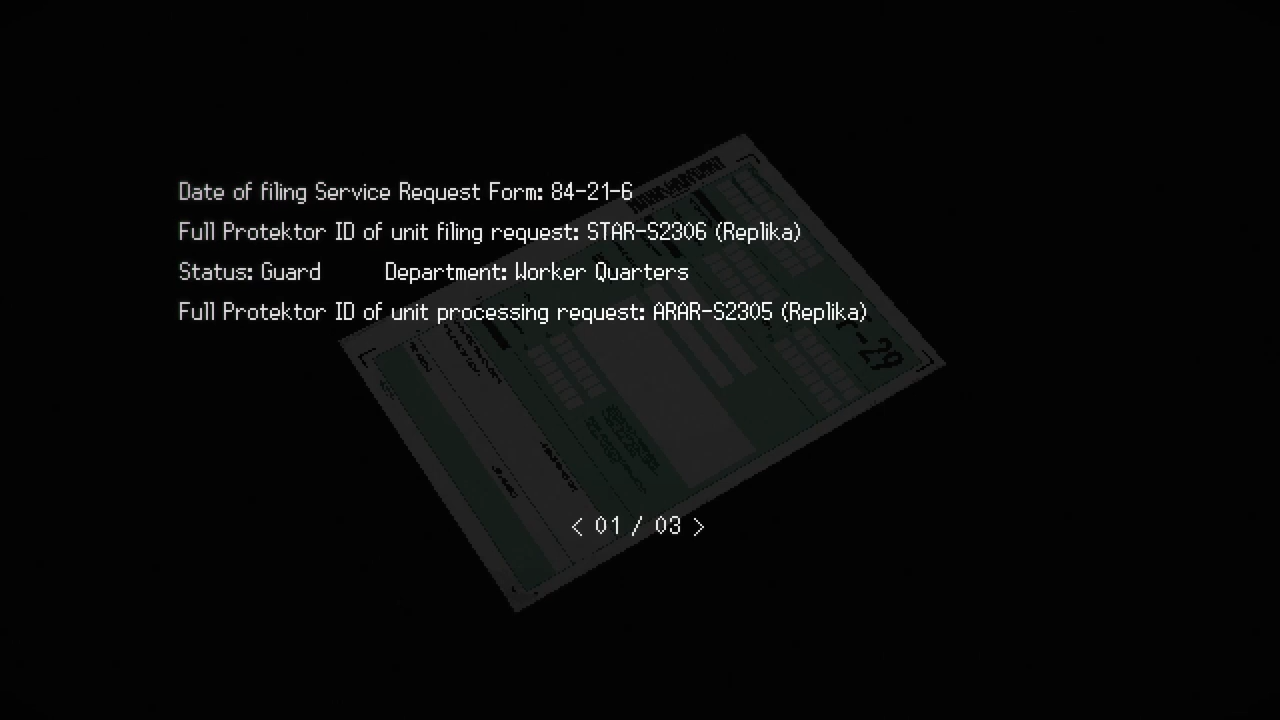 Date of filing Service Request Form: 84-21-6
Full Protektor ID of unit filing request: STAR-S2306 (Replika)
Status: Guard Department: Worker Quarters
Full Protektor ID of unit processing request: ARAR-S2305 (Replika)
< 01 / 03 >